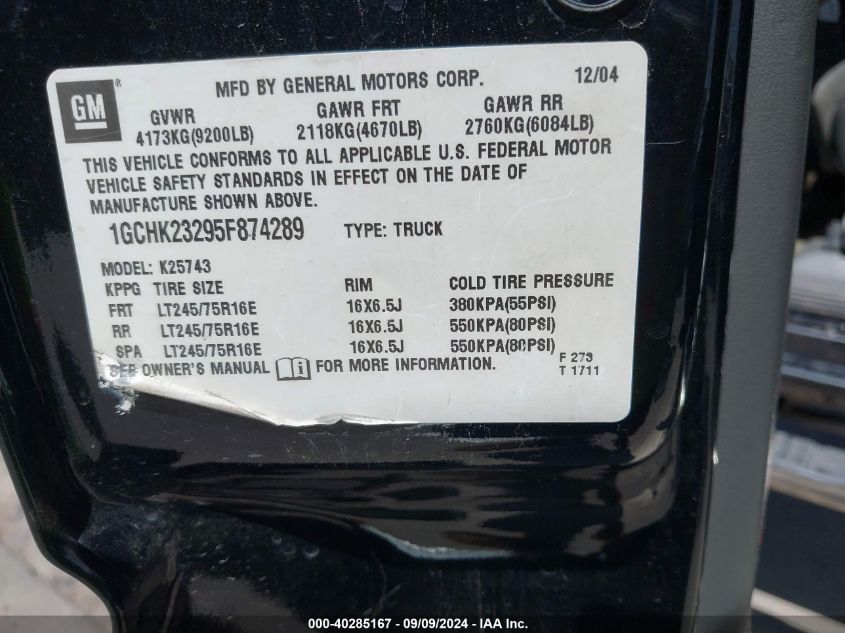 GM ®
MFD BY GENERAL MOTORS CORP. 12/04
GVWR GAWR FRT GAWR RR
4173KG(9200LB) 2118KG(4670LB) 2760KG(6084LB)
THIS VEHICLE CONFORMS TO ALL APPLICABLE U.S. FEDERAL MOTOR
VEHICLE SAFETY STANDARDS IN EFFECT ON THE DATE OF
MANUFACTURE SHOWN ABOVE.
1GCHK23295F874289 TYPE: TRUCK
MODEL: K25743
KPPG TIRE SIZE RIM COLD TIRE PRESSURE
FRT LT245/75R16E 16X6.5J 380KPA(55PSI)
RR LT245/75R16E 16X6.5J 550KPA(80PSI)
SPA LT245/75R16E 16X6.5J 550KPA(80PSI)
SEE OWNER'S MANUAL i FOR MORE INFORMATION.
F 273
T 1711
000-40285167 - 09/09/2024 - IAA Inc.